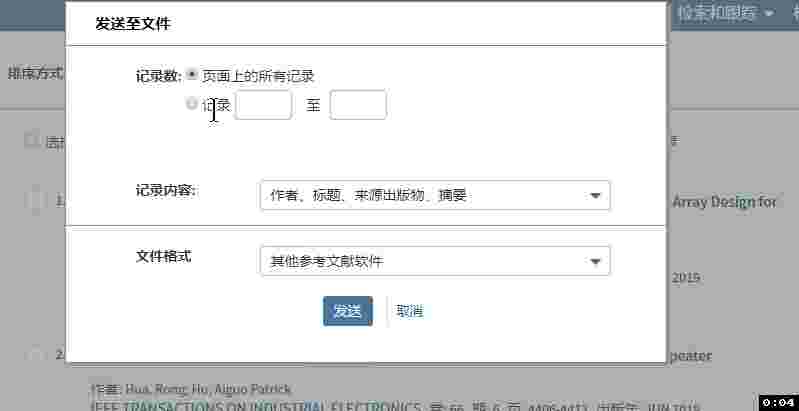 发送至文件
检索和跟踪
排序方式
记录数: 页面上的所有记录
记录 至
记录内容: 作者、标题、来源出版物、摘要
1.
Array Design for
文件格式 其他参考文献软件
2019
发送 取消
2.
peater
作者: Hua, Rong; Hu, Aiguo Patrick
IEEE TRANSACTIONS ON INDUSTRIAL ELECTRONICS 卷: 66 期: 6 页: 4406-4413 出版年: JUN 2019
0:04